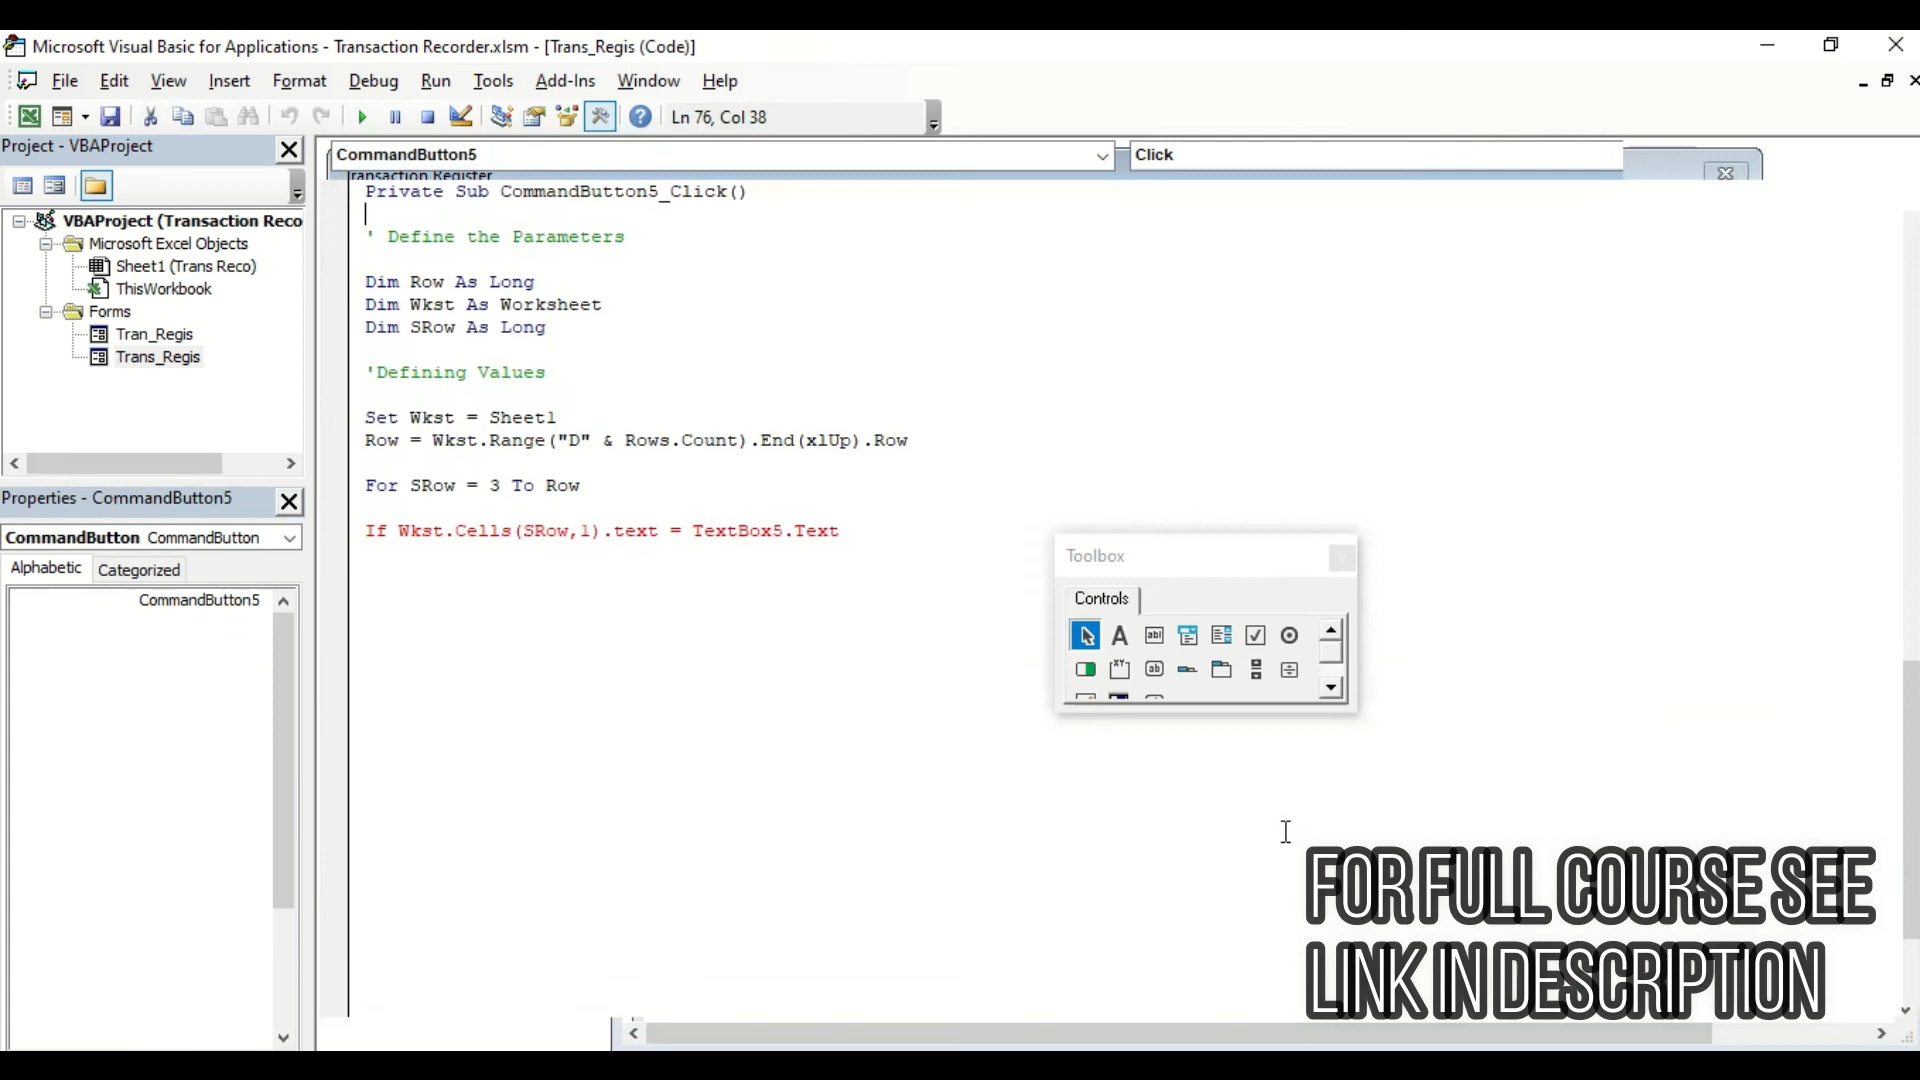 Microsoft Visual Basic for Applications - Transaction Recorder.xlsm - [Trans_Regis (Code)]
File Edit View Insert Format Debug Run Tools Add-Ins Window Help
Ln 76, Col 38
Project - VBAProject
CommandButton5
Click
Transaction Register
VBAProject (Transaction Reco
Microsoft Excel Objects
Sheet1 (Trans Reco)
ThisWorkbook
Forms
Tran_Regis
Trans_Regis
Properties - CommandButton5
CommandButton CommandButton
Alphabetic
Categorized
CommandButton5
Private Sub CommandButton5_Click()
' Define the Parameters
Dim Row As Long
Dim Wkst As Worksheet
Dim SRow As Long
'Defining Values
Set Wkst = Sheet1
Row = Wkst.Range("D" & Rows.Count).End(xlUp).Row
For SRow = 3 To Row
If Wkst.Cells(SRow,1).text = TextBox5.Text
Toolbox
Controls
FOR FULL COURSE SEE
LINK IN DESCRIPTION